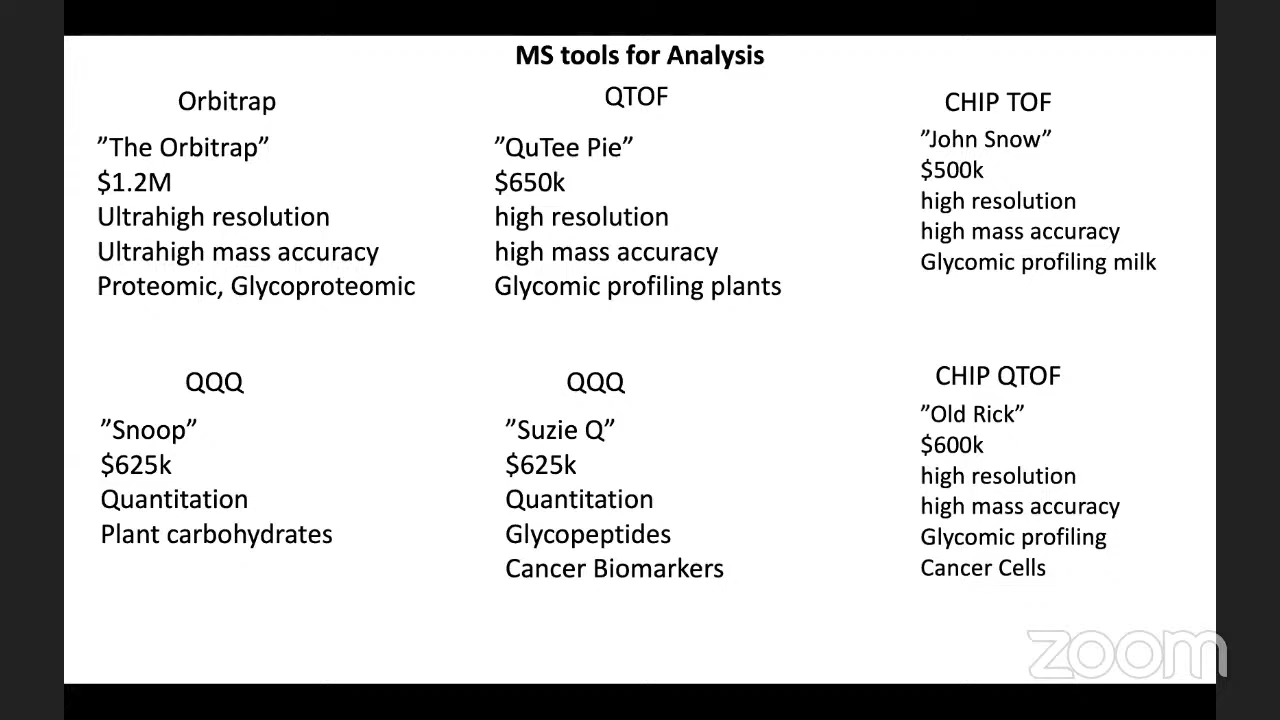 MS tools for Analysis
Orbitrap
”The Orbitrap”
$1.2M
Ultrahigh resolution
Ultrahigh mass accuracy
Proteomic, Glycoproteomic
QTOF
”QuTee Pie”
$650k
high resolution
high mass accuracy
Glycomic profiling plants
CHIP TOF
”John Snow”
$500k
high resolution
high mass accuracy
Glycomic profiling milk
QQQ
”Snoop”
$625k
Quantitation
Plant carbohydrates
QQQ
”Suzie Q”
$625k
Quantitation
Glycopeptides
Cancer Biomarkers
CHIP QTOF
”Old Rick”
$600k
high resolution
high mass accuracy
Glycomic profiling
Cancer Cells
zoom